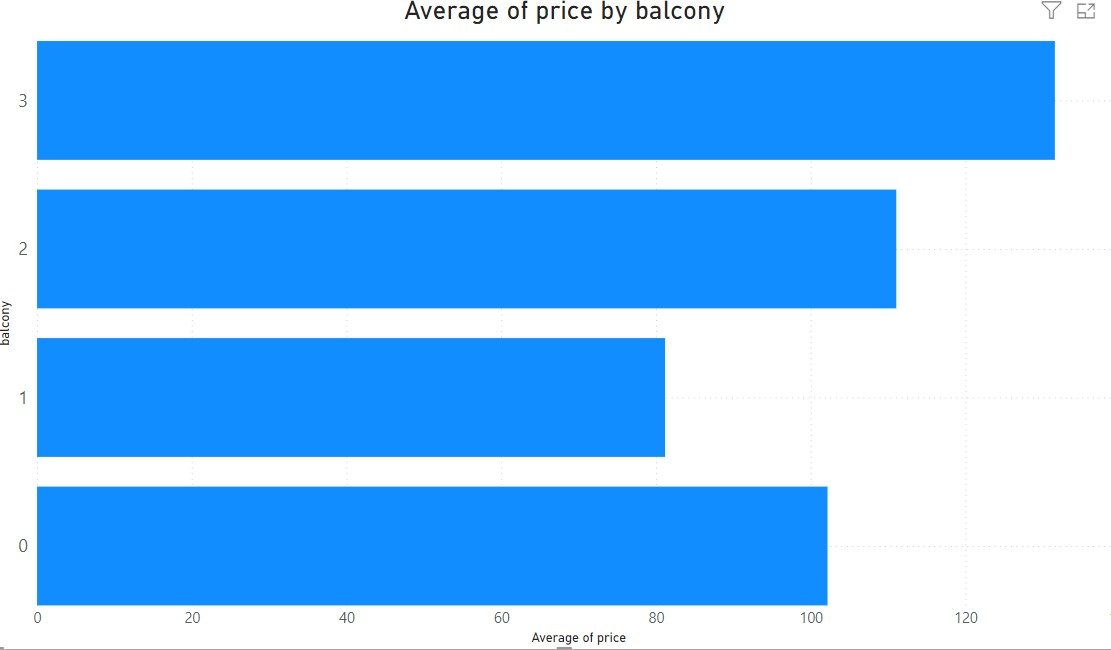 Average of price by balcony
3
2
1
0
balcony
0 20 40 60 80 100 120
Average of price